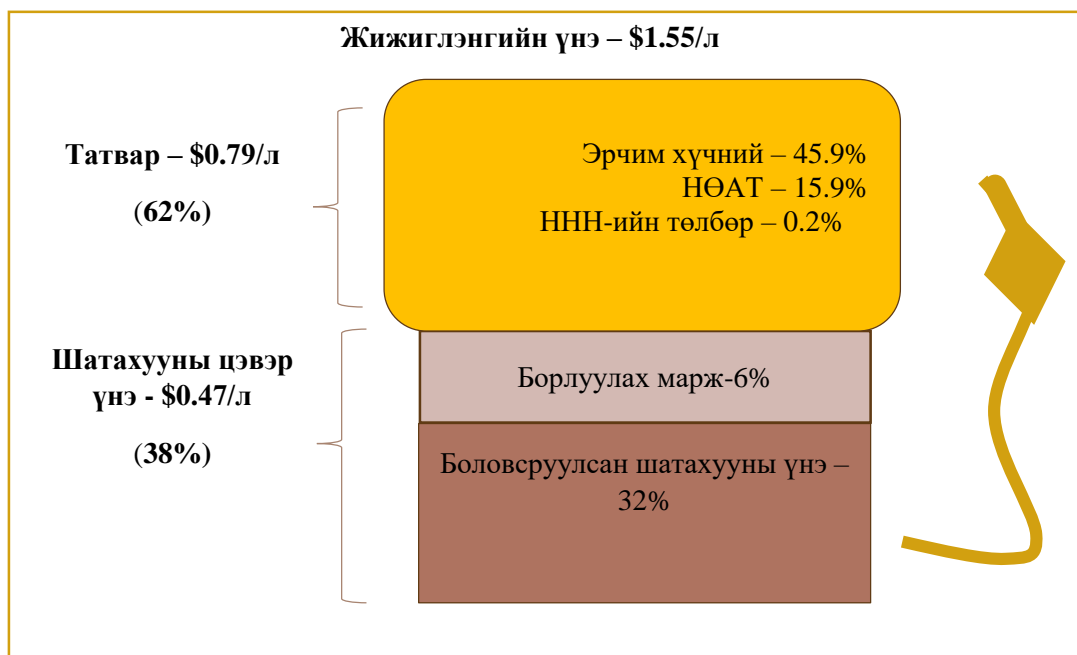 Жижиглэнгийн үнэ – $1.55/л
Татвар – $0.79/л
(62%)
Эрчим хүчний – 45.9%
НӨАТ – 15.9%
ННН-ийн төлбөр – 0.2%
Шатахууны цэвэр
үнэ - $0.47/л
(38%)
Борлуулах марж-6%
Боловсруулсан шатахууны үнэ –
32%